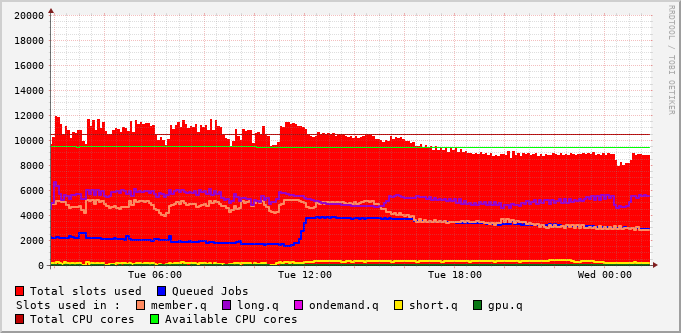 RRDTOOL / TOBI OETIKER
20000
18000
16000
14000
12000
10000
8000
6000
4000
2000
0
Tue 06:00 Tue 12:00 Tue 18:00 Wed 00:00
Total slots used Queued Jobs
Slots used in : member.q long.q ondemand.q short.q gpu.q
Total CPU cores Available CPU cores